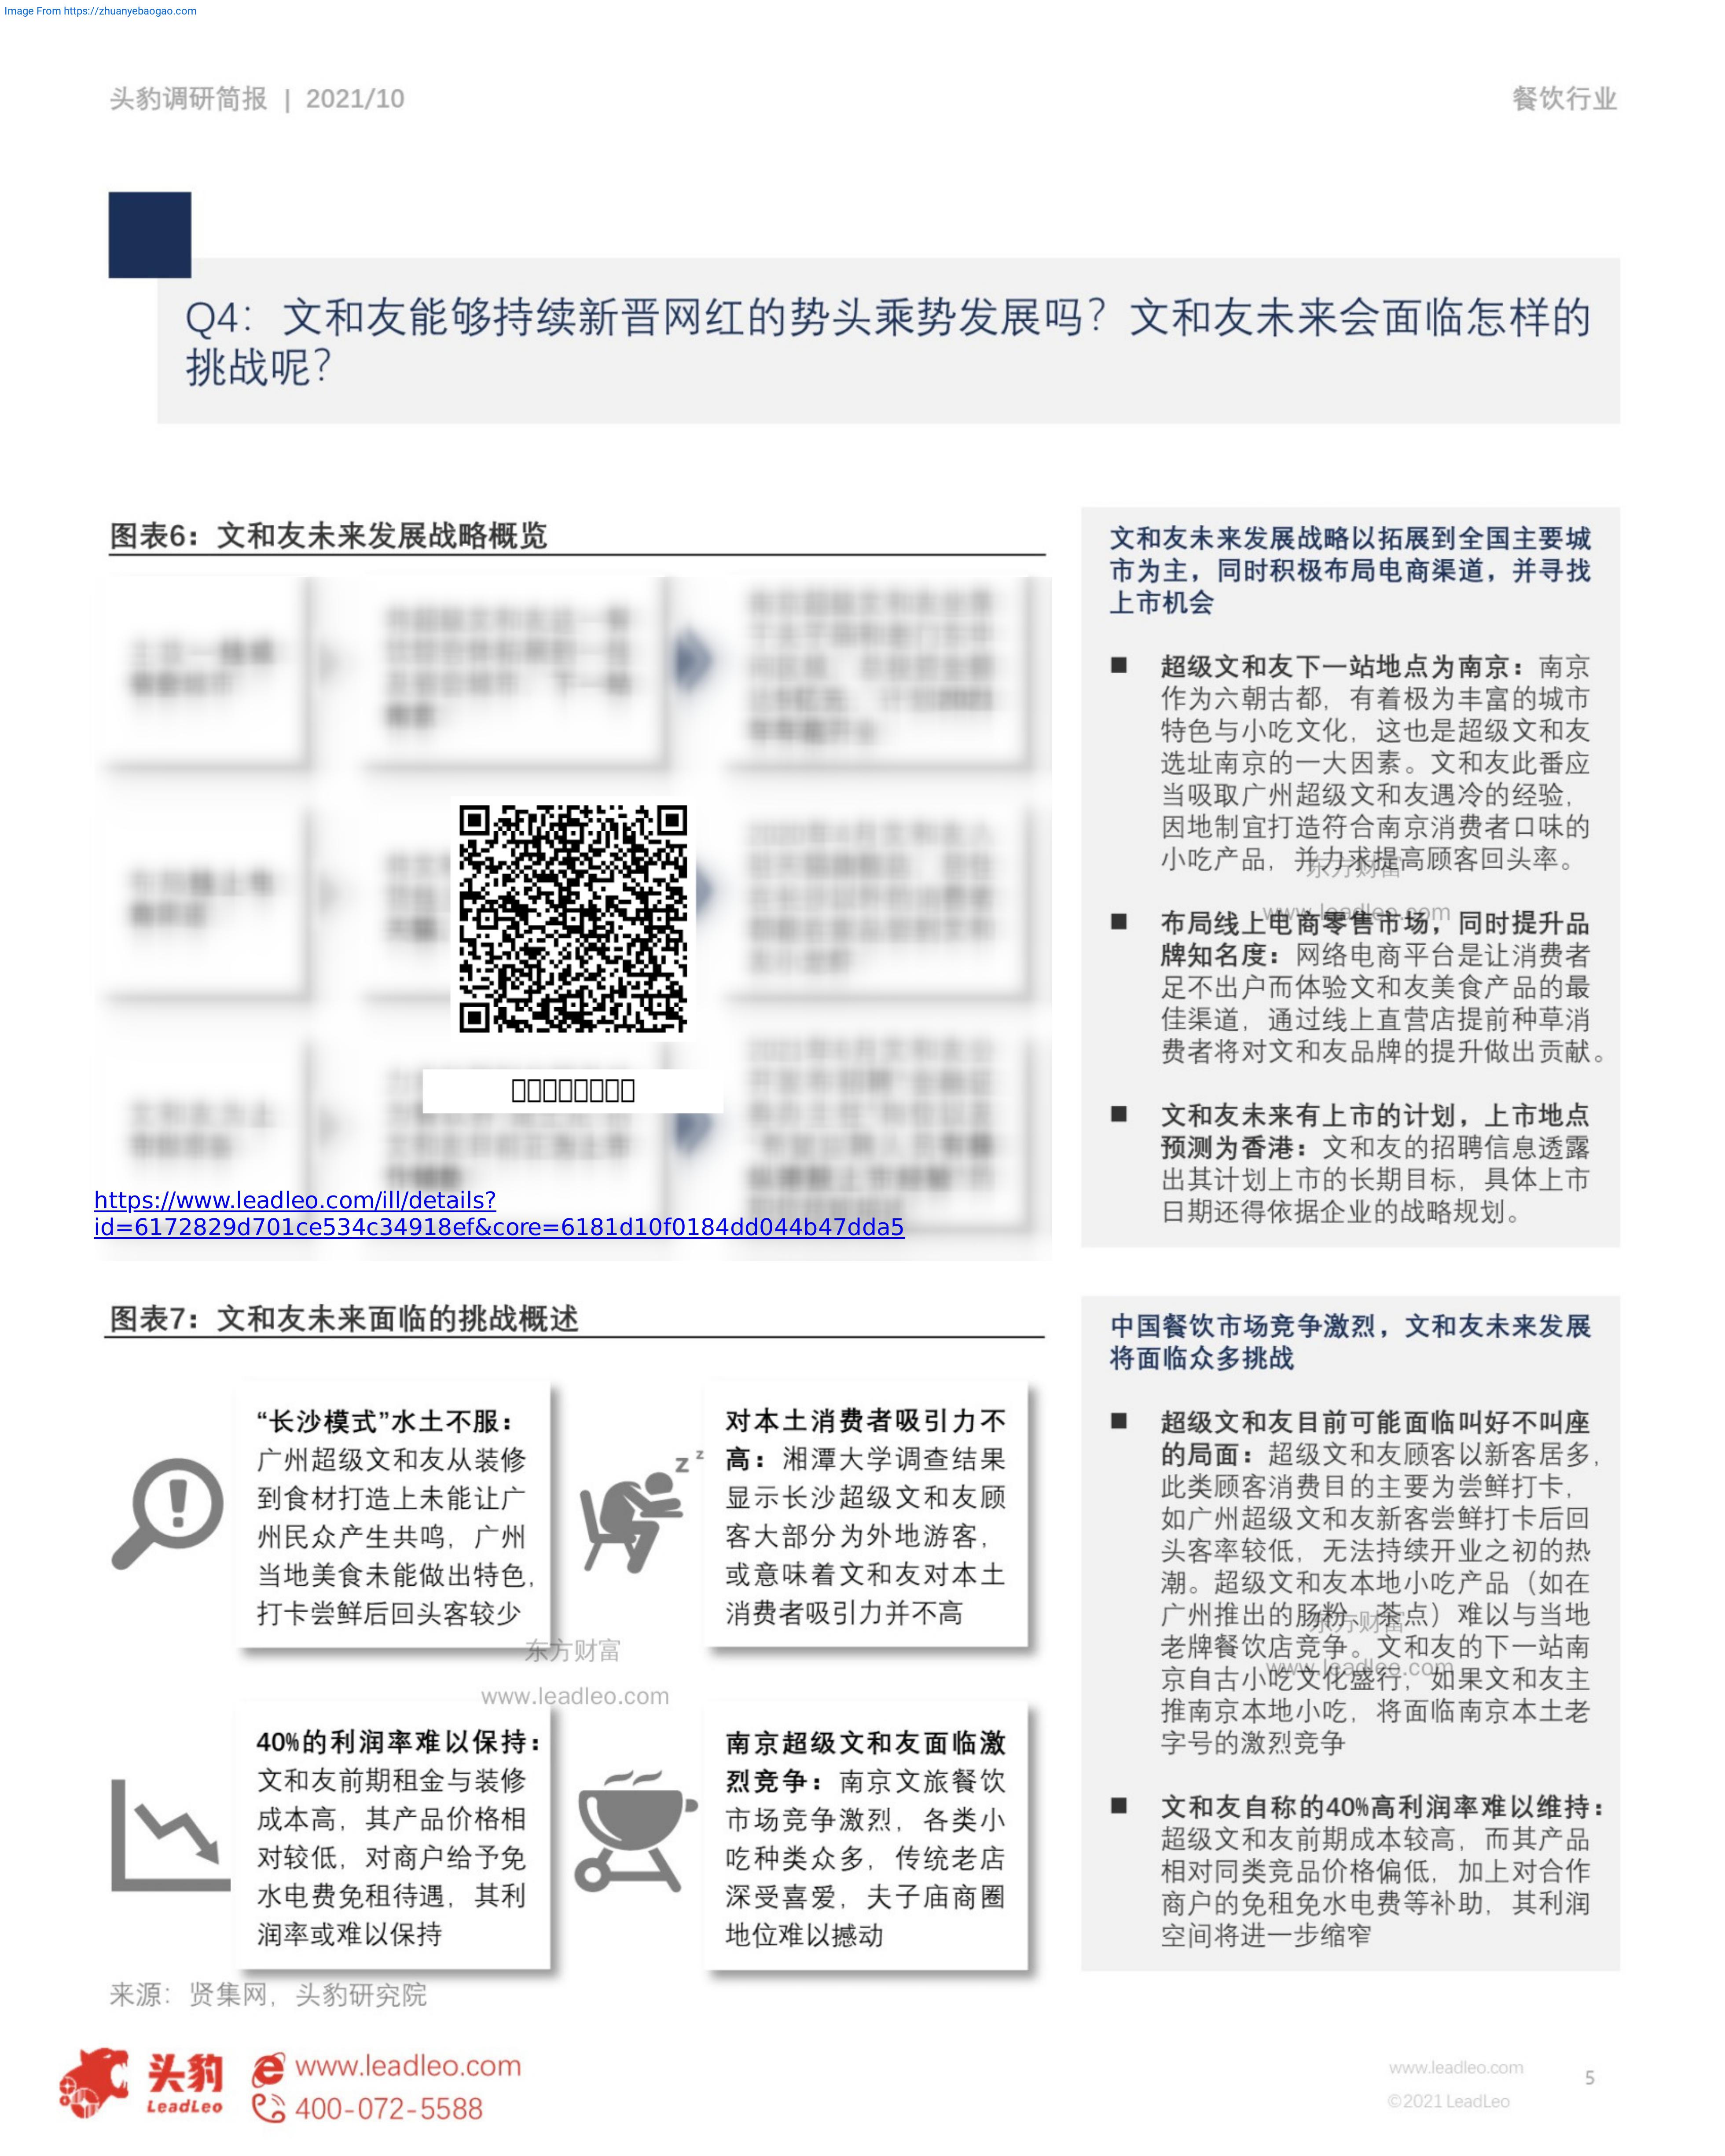 Image From https://zhuanyebaogao.com
头豹调研简报 | 2021/10
餐饮行业
Q4：文和友能够持续新晋网红的势头乘势发展吗？文和友未来会面临怎样的
挑战呢？
图表6：文和友未来发展战略概览
https://www.leadleo.com/ill/details?
id=6172829d701ce534c34918ef&core=6181d10f0184dd044b47dda5
文和友未来发展战略以拓展到全国主要城
市为主，同时积极布局电商渠道，并寻找
上市机会
■ 超级文和友下一站地点为南京：南京
作为六朝古都，有着极为丰富的城市
特色与小吃文化，这也是超级文和友
选址南京的一大因素。文和友此番应
当吸取广州超级文和友遇冷的经验，
因地制宜打造符合南京消费者口味的
小吃产品，并力求提高顾客回头率。
东方财富
www.leadleo.com
■ 布局线上电商零售市场，同时提升品
牌知名度：网络电商平台是让消费者
足不出户而体验文和友美食产品的最
佳渠道，通过线上直营店提前种草消
费者将对文和友品牌的提升做出贡献。
■ 文和友未来有上市的计划，上市地点
预测为香港：文和友的招聘信息透露
出其计划上市的长期目标，具体上市
日期还得依据企业的战略规划。
图表7：文和友未来面临的挑战概述
“长沙模式”水土不服：
广州超级文和友从装修
到食材打造上未能让广
州民众产生共鸣，广州
当地美食未能做出特色，
打卡尝鲜后回头客较少
z z
对本土消费者吸引力不
高：湘潭大学调查结果
显示长沙超级文和友顾
客大部分为外地游客，
或意味着文和友对本土
消费者吸引力并不高
东方财富
www.leadleo.com
40%的利润率难以保持：
文和友前期租金与装修
成本高，其产品价格相
对较低，对商户给予免
水电费免租待遇，其利
润率或难以保持
南京超级文和友面临激
烈竞争：南京文旅餐饮
市场竞争激烈，各类小
吃种类众多，传统老店
深受喜爱，夫子庙商圈
地位难以撼动
中国餐饮市场竞争激烈，文和友未来发展
将面临众多挑战
■ 超级文和友目前可能面临叫好不叫座
的局面：超级文和友顾客以新客居多，
此类顾客消费目的主要为尝鲜打卡，
如广州超级文和友新客尝鲜打卡后回
头客率较低，无法持续开业之初的热
潮。超级文和友本地小吃产品（如在
广州推出的肠粉、茶点）难以与当地
老牌餐饮店竞争。文和友的下一站南
京自古小吃文化盛行，如果文和友主
推南京本地小吃，将面临南京本土老
字号的激烈竞争
东方财富
www.leadleo.com
■ 文和友自称的40%高利润率难以维持：
超级文和友前期成本较高，而其产品
相对同类竞品价格偏低，加上对合作
商户的免租免水电费等补助，其利润
空间将进一步缩窄
来源：贤集网，头豹研究院
头豹
LeadLeo
www.leadleo.com
400-072-5588
www.leadleo.com
©2021 LeadLeo
5